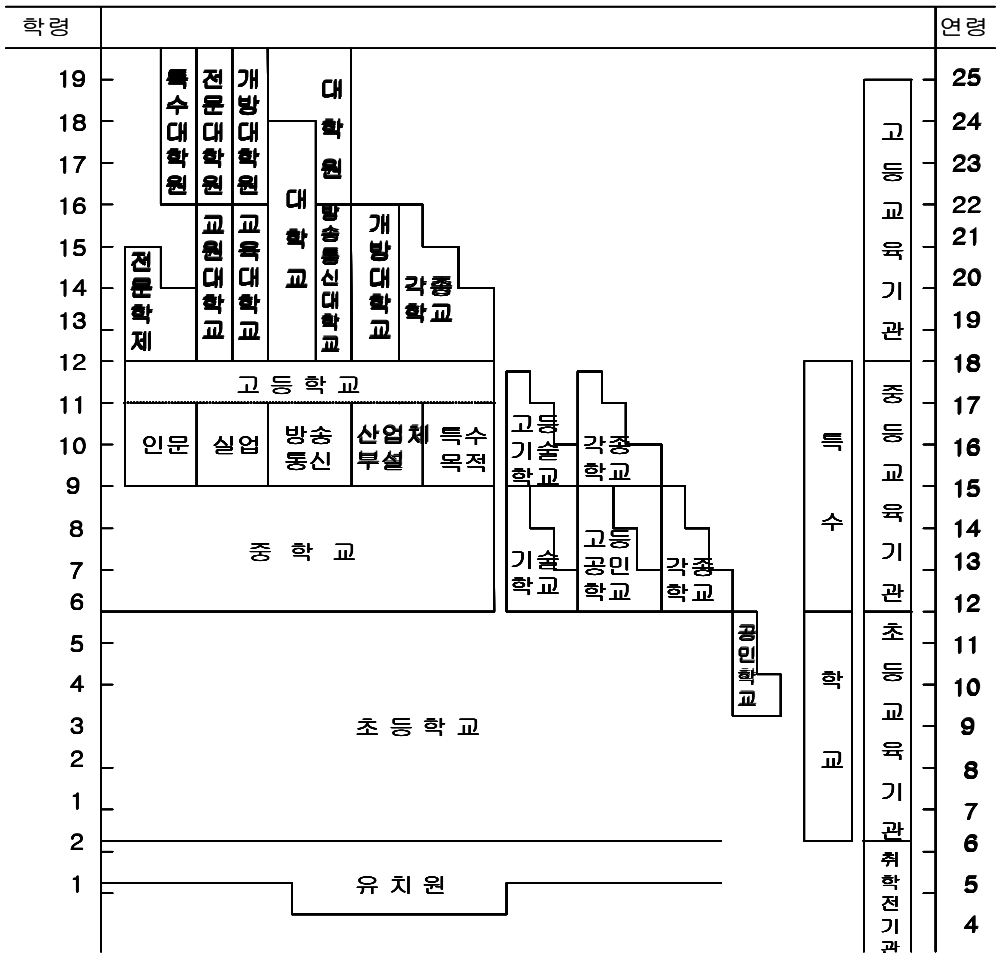 학령
연령
19
18
17
16
15
14
13
12
11
10
9
8
7
6
5
4
3
2
1
2
1
특수대학원
전문대학원
개방대학원
대학원
대학교
전문학제
교원대학교
교육대학교
방송통신대학교
개방대학교
각종
학교
고등학교
인문
실업
방송
통신
산업체
부설
특수
목적
고등
기술
학교
각종
학교
중학교
기술
학교
고등
공민
학교
각종
학교
공민학교
초등학교
유치원
특수
학교
고등교육기관
중등교육기관
초등교육기관
취학전기관
25
24
23
22
21
20
19
18
17
16
15
14
13
12
11
10
9
8
7
6
5
4